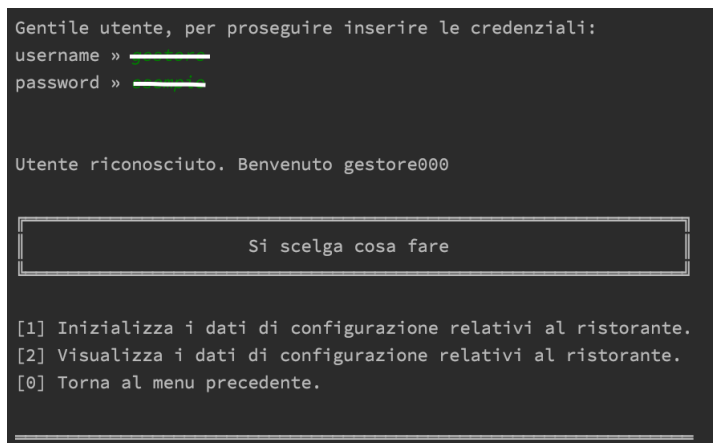 Gentile utente, per proseguire inserire le credenziali:
username »
password »
Utente riconosciuto. Benvenuto gestore000
Si scelga cosa fare
[1] Inizializza i dati di configurazione relativi al ristorante.
[2] Visualizza i dati di configurazione relativi al ristorante.
[0] Torna al menu precedente.